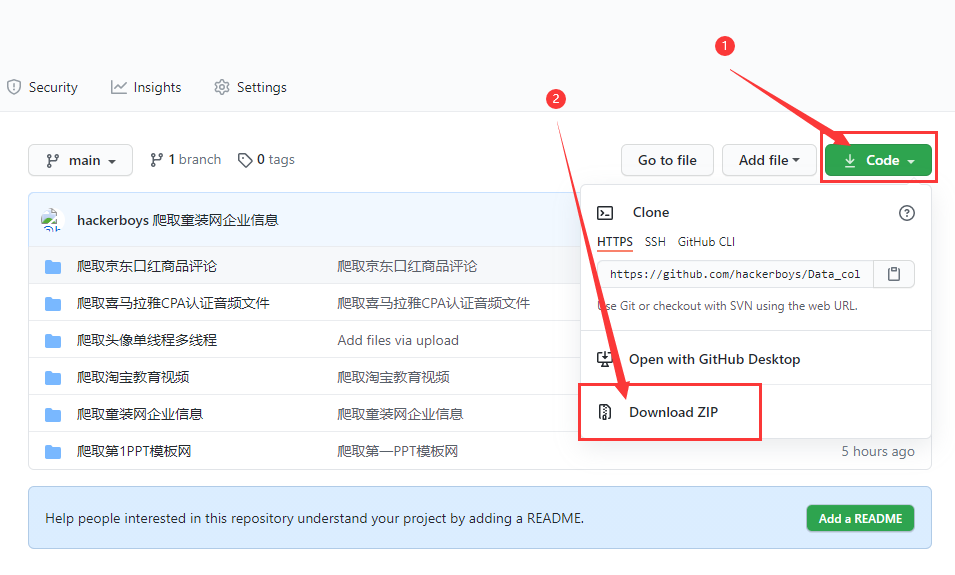 1
2
Security Insights Settings
main 1 branch 0 tags Go to file Add file Code
hackerboys 爬取童装网企业信息
爬取京东口红商品评论 爬取京东口红商品评论
爬取喜马拉雅CPA认证音频文件 爬取喜马拉雅CPA认证音频文件
爬取头像单线程多线程 Add files via upload
爬取淘宝教育视频 爬取淘宝教育视频
爬取童装网企业信息 爬取童装网企业信息
爬取第1PPT模板网 爬取第一PPT模板网 5 hours ago
Clone
HTTPS SSH GitHub CLI
https://github.com/hackerboys/Data_col
Use Git or checkout with SVN using the web URL.
Open with GitHub Desktop
Download ZIP
Help people interested in this repository understand your project by adding a README. Add a README